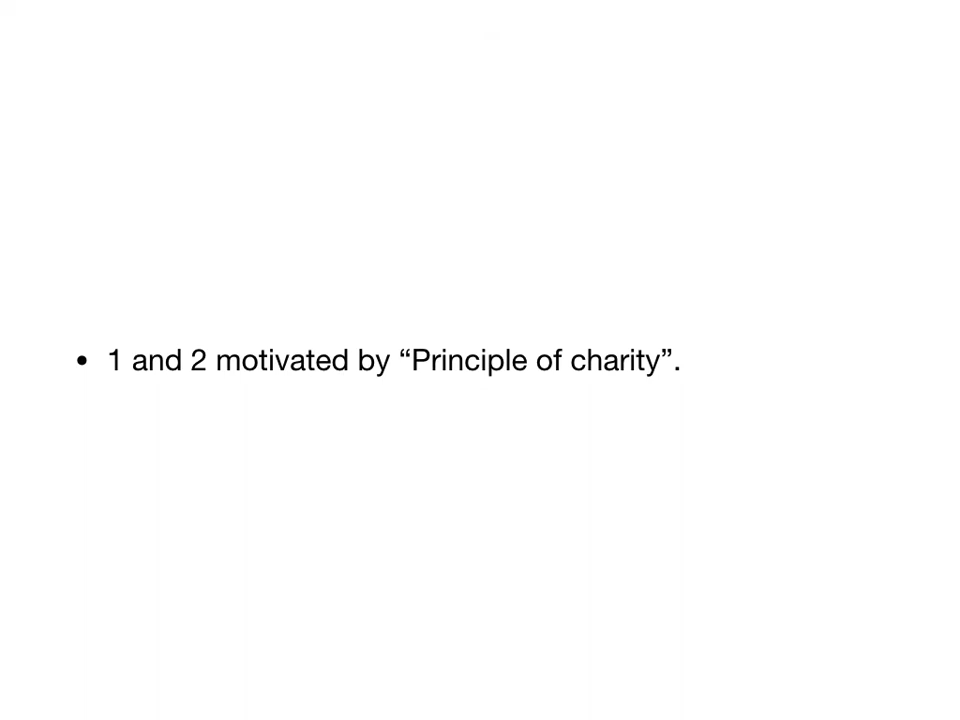 • 1 and 2 motivated by “Principle of charity”.